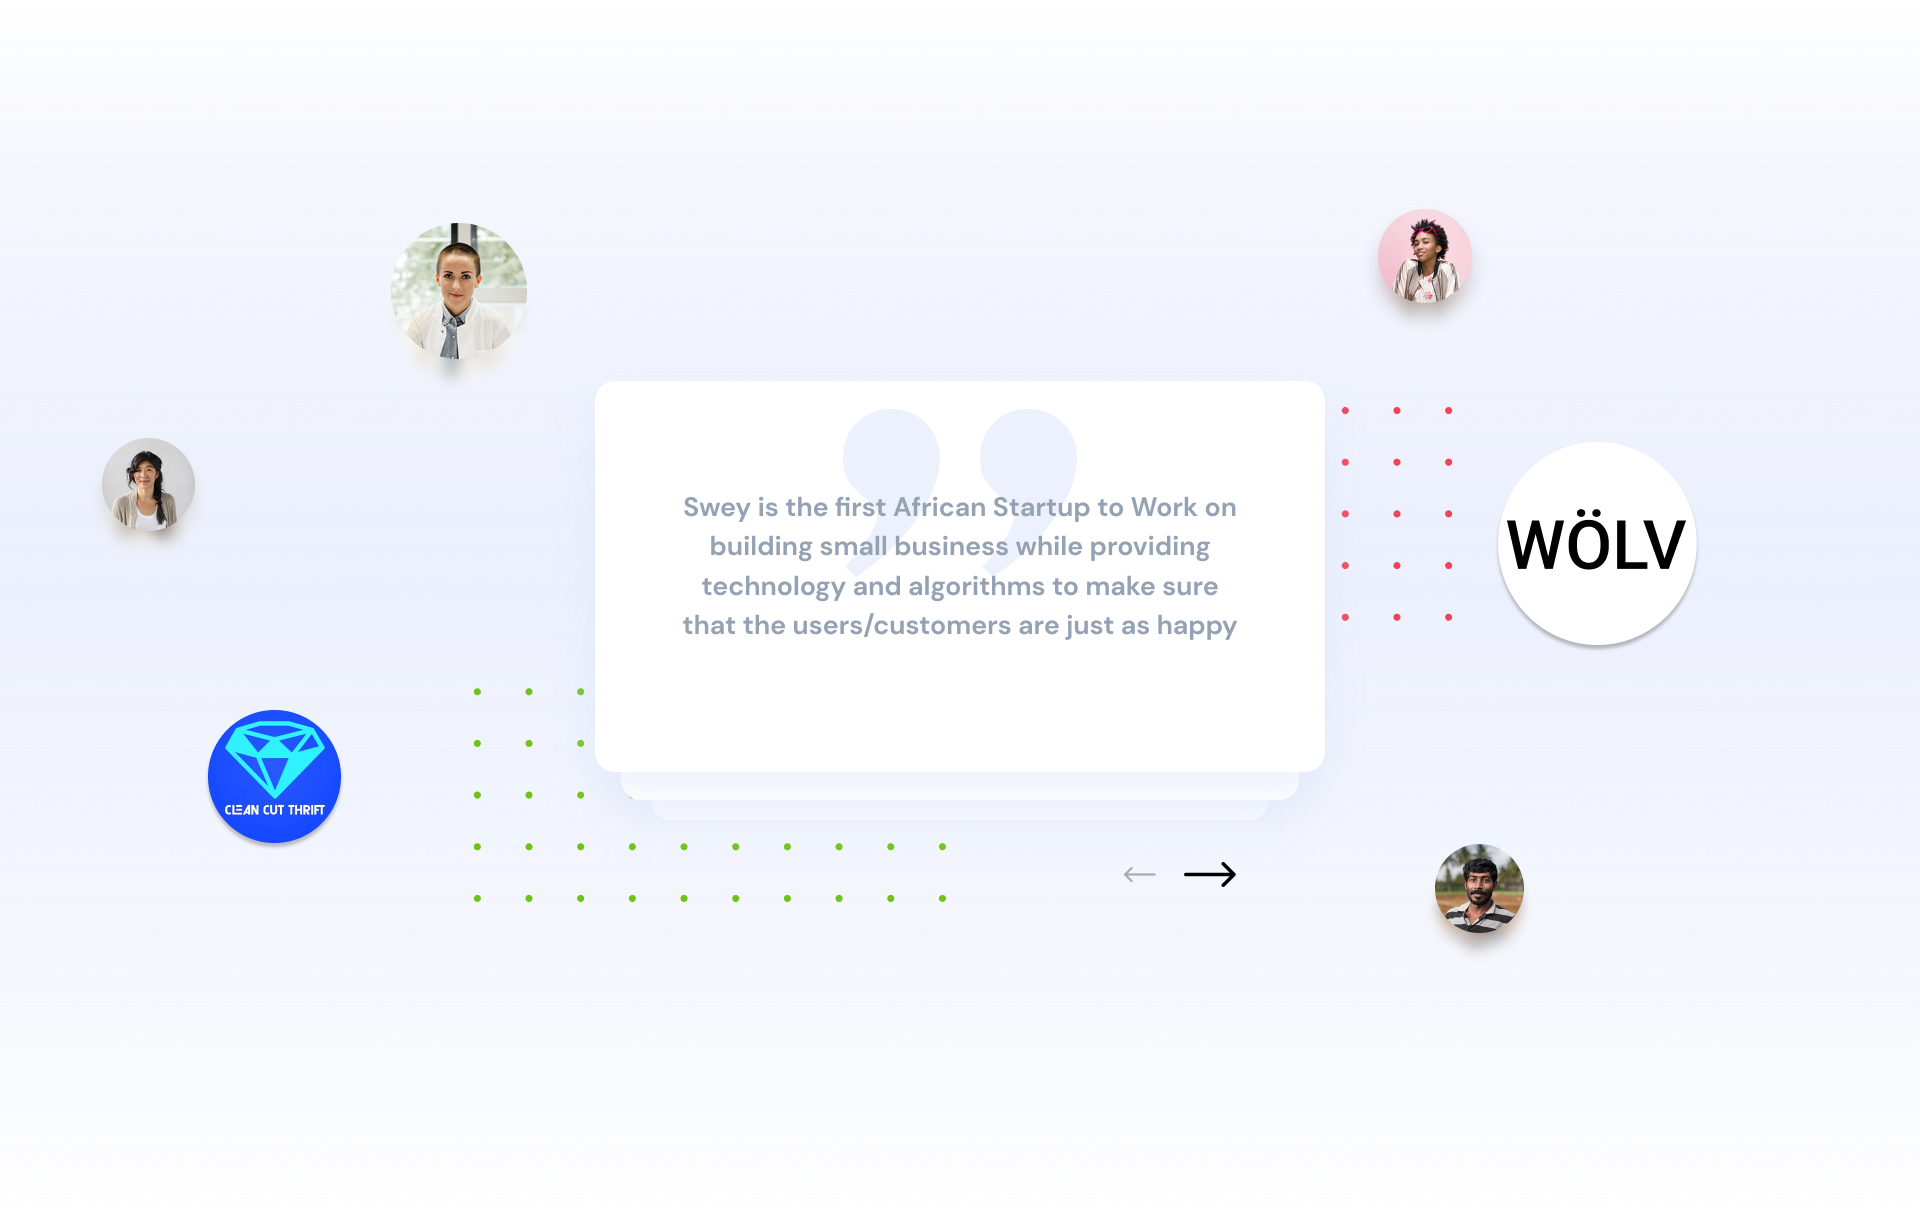 Swey is the first African Startup to Work on
building small business while providing
technology and algorithms to make sure
that the users/customers are just as happy
WÖLV
CLEAN CUT THRIFT